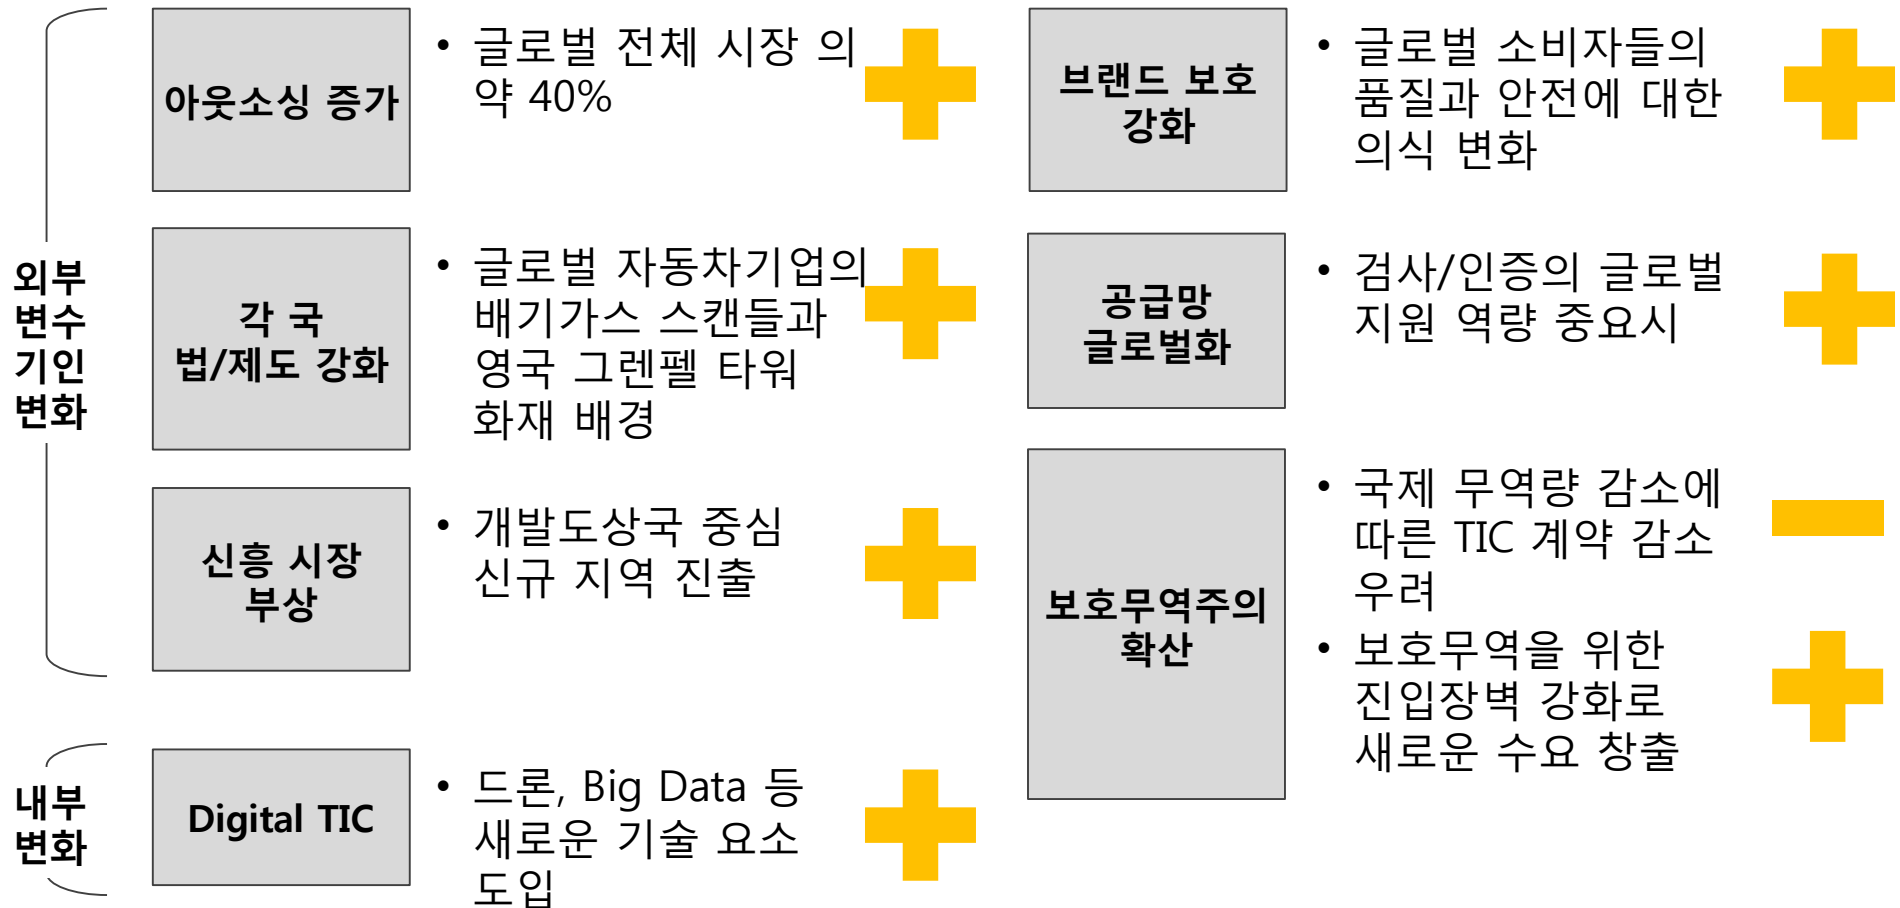 외부
변수
기인
변화
아웃소싱 증가
• 글로벌 전체 시장 의
약 40%
각 국
법/제도 강화
• 글로벌 자동차기업의
배기가스 스캔들과
영국 그렌펠 타워
화재 배경
신흥 시장
부상
• 개발도상국 중심
신규 지역 진출
브랜드 보호
강화
• 글로벌 소비자들의
품질과 안전에 대한
의식 변화
공급망
글로벌화
• 검사/인증의 글로벌
지원 역량 중요시
보호무역주의
확산
• 국제 무역량 감소에
따른 TIC 계약 감소
우려
• 보호무역을 위한
진입장벽 강화로
새로운 수요 창출
내부
변화
Digital TIC
• 드론, Big Data 등
새로운 기술 요소
도입